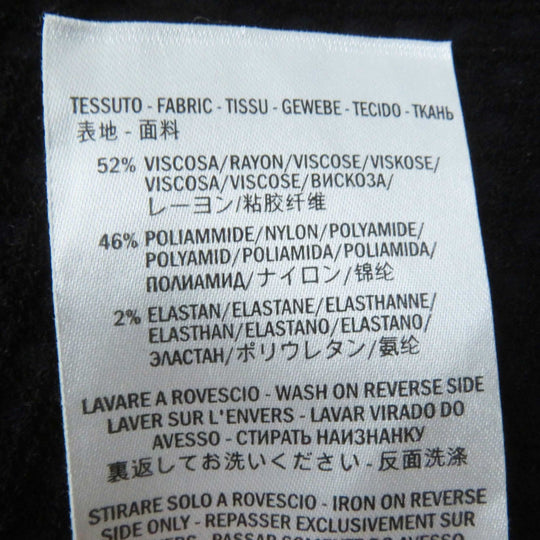 TESSUTO - FABRIC - TISSU - GEWEBE - TECIDO - ТКАНЬ
表地 - 面料
52% VISCOSA/RAYON/VISCOSE/VISKOSE/
VISCOSA/VISCOSE/ВИСКОЗА/
レーヨン/粘胶纤维
46% POLIAMMIDE/NYLON/POLYAMIDE/
POLYAMID/POLIAMIDA/POLIAMIDA/
ПОЛИАМИД/ナイロン/锦纶
2% ELASTAN/ELASTANE/ELASTHANNE/
ELASTHAN/ELASTANO/ELASTANO/
ЭЛАСТАН/ポリウレタン/氨纶
LAVARE A ROVESCIO - WASH ON REVERSE SIDE
LAVER SUR L'ENVERS - LAVAR VIRADO DO
AVESSO - СТИРАТЬ НАИЗНАНКУ
裏返してお洗いください - 反面洗涤
STIRARE SOLO A ROVESCIO - IRON ON REVERSE
SIDE ONLY - REPASSER EXCLUSIVEMENT SUR
- PASSAR SOMENTE DO AVESSO